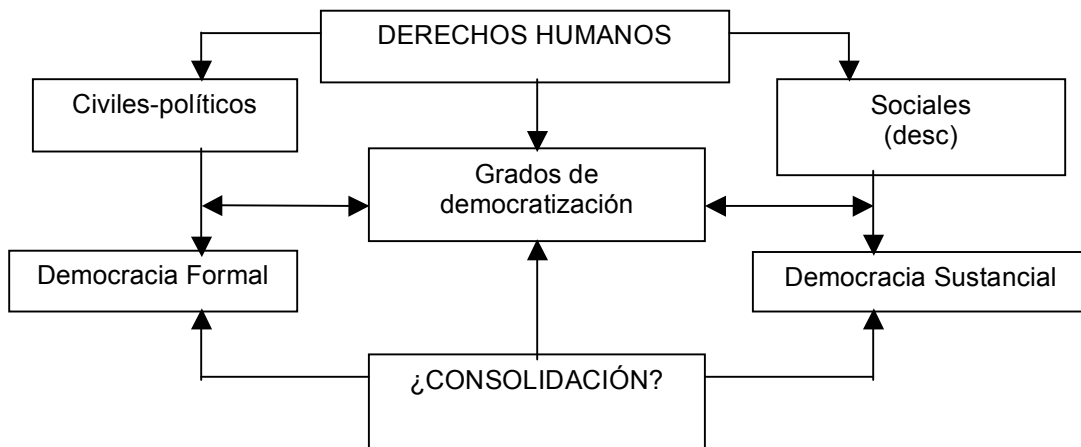 DERECHOS HUMANOS
Civiles-políticos
Sociales
(desc)
Grados de
democratización
Democracia Formal
Democracia Sustancial
¿CONSOLIDACIÓN?